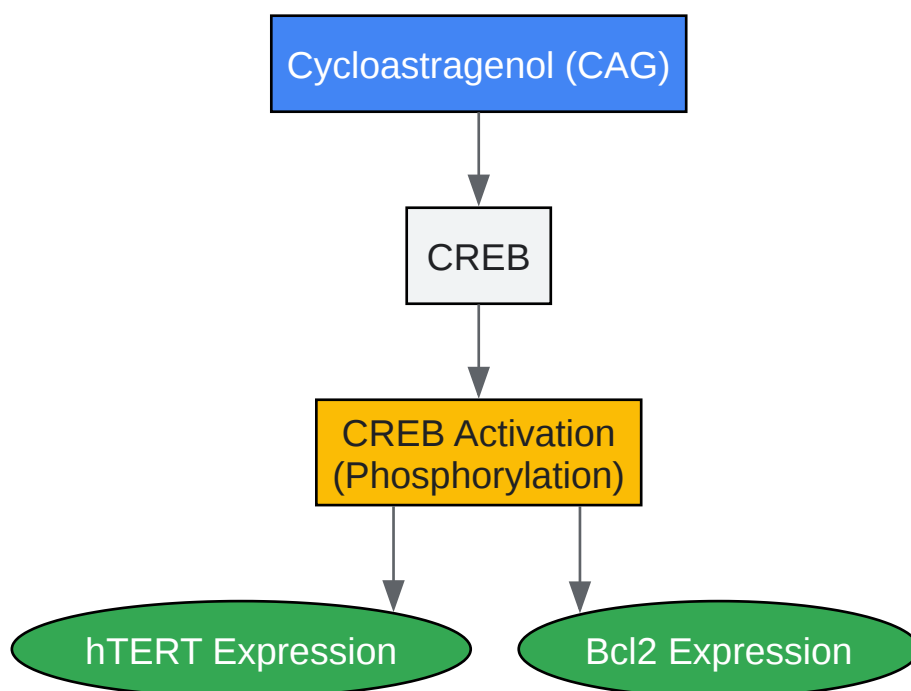 Cycloastragenol (CAG)
CREB
CREB Activation
(Phosphorylation)
hTERT Expression
Bcl2 Expression